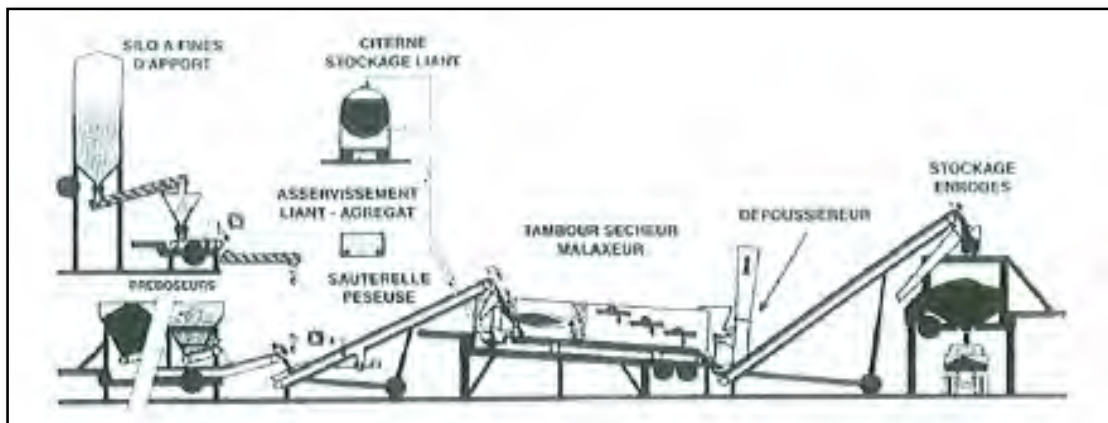 SILO A FINES
D'APPORT
CITERNE
STOCKAGE LIANT
ASSERVISSEMENT
LIANT - AGREGAT
SAUTERELLE
PESEUSE
PREDOSEURS
TAMBOUR SECHEUR
MALAXEUR
DEPOUSSIEREUR
STOCKAGE
ENROBES